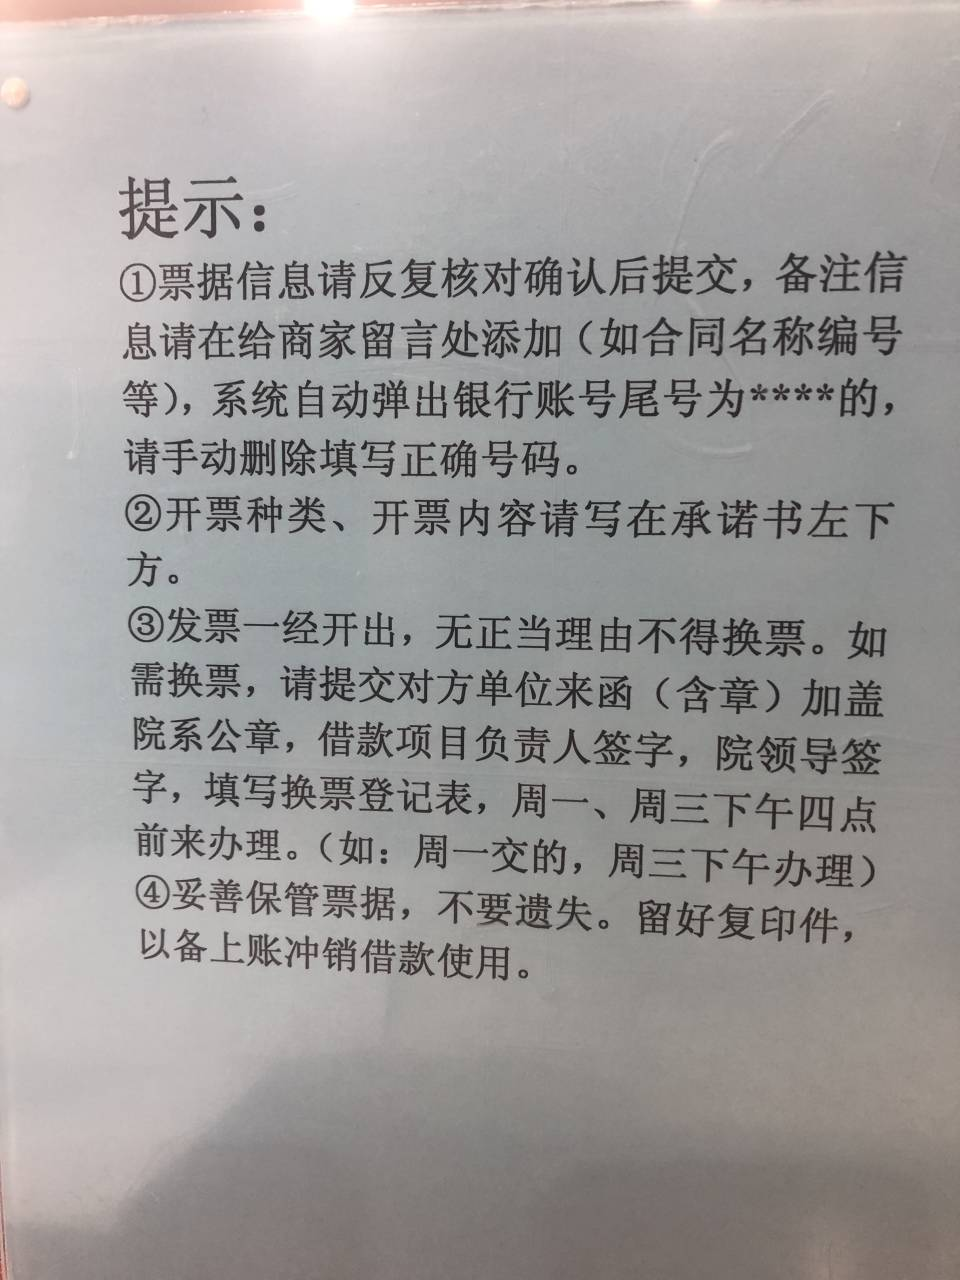 提示：
①票据信息请反复核对确认后提交，备注信
息请在给商家留言处添加（如合同名称编号
等），系统自动弹出银行账号尾号为****的，
请手动删除填写正确号码。
②开票种类、开票内容请写在承诺书左下
方。
③发票一经开出，无正当理由不得换票。如
需换票，请提交对方单位来函（含章）加盖
院系公章，借款项目负责人签字，院领导签
字，填写换票登记表，周一、周三下午四点
前来办理。（如：周一交的，周三下午办理）
④妥善保管票据，不要遗失。留好复印件，
以备上账冲销借款使用。